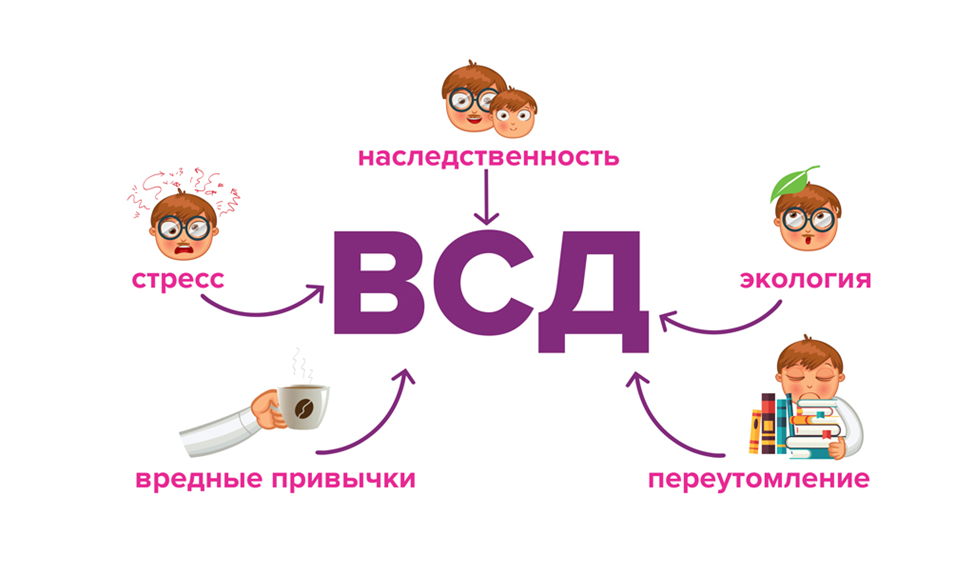 наследственность
ВСД
стресс
экология
вредные привычки
переутомление